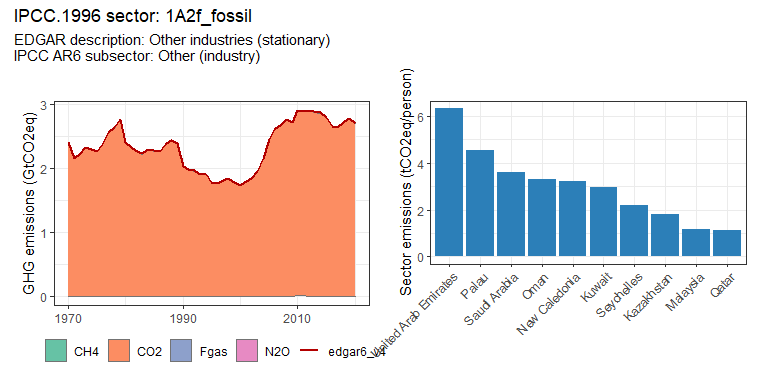 IPCC.1996 sector: 1A2f_fossil
EDGAR description: Other industries (stationary)
IPCC AR6 subsector: Other (industry)
GHG emissions (GtCO2eq)
3
2
1
0
1970
1990
2010
CH4
CO2
Fgas
N2O
edgar6_v4
Sector emissions (tCO2eq/person)
6
4
2
0
United Arab Emirates
Palau
Saudi Arabia
Oman
New Caledonia
Kuwait
Seychelles
Kazakhstan
Malaysia
Qatar